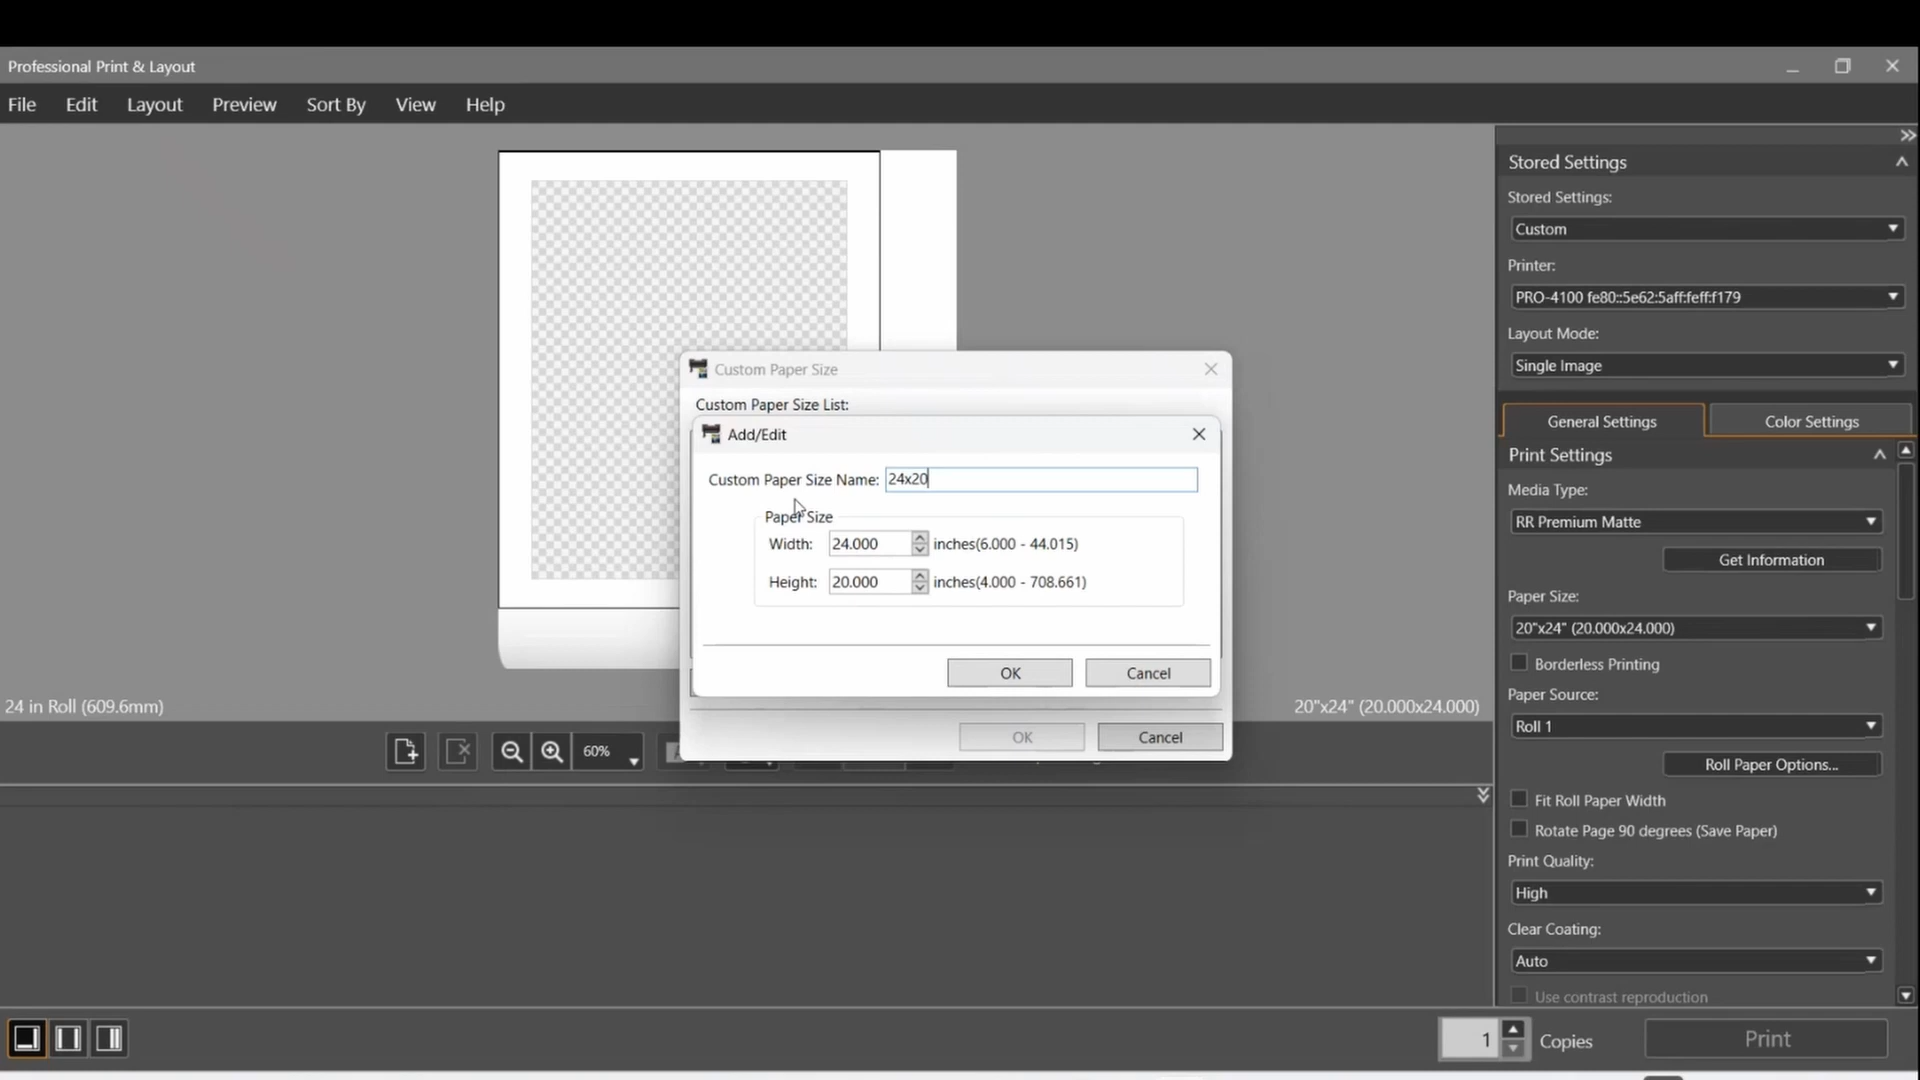 Professional Print & Layout
File Edit Layout Preview Sort By View Help
Stored Settings
Stored Settings:
Custom
Printer:
PRO-4100 fe80::5e62:5aff:feff:f179
Layout Mode:
Single Image
General Settings Color Settings
Print Settings
Media Type:
RR Premium Matte
Get Information
Paper Size:
20"x24" (20.000x24.000)
Borderless Printing
Paper Source:
Roll 1
Roll Paper Options...
Fit Roll Paper Width
Rotate Page 90 degrees (Save Paper)
Print Quality:
High
Clear Coating:
Auto
Use contrast reproduction
Custom Paper Size
Custom Paper Size List:
Add/Edit
Custom Paper Size Name: 24x20
Paper Size
Width: 24.000 inches(6.000 - 44.015)
Height: 20.000 inches(4.000 - 708.661)
OK Cancel
OK Cancel
24 in Roll (609.6mm)
20"x24" (20.000x24.000)
60%
1 Copies Print